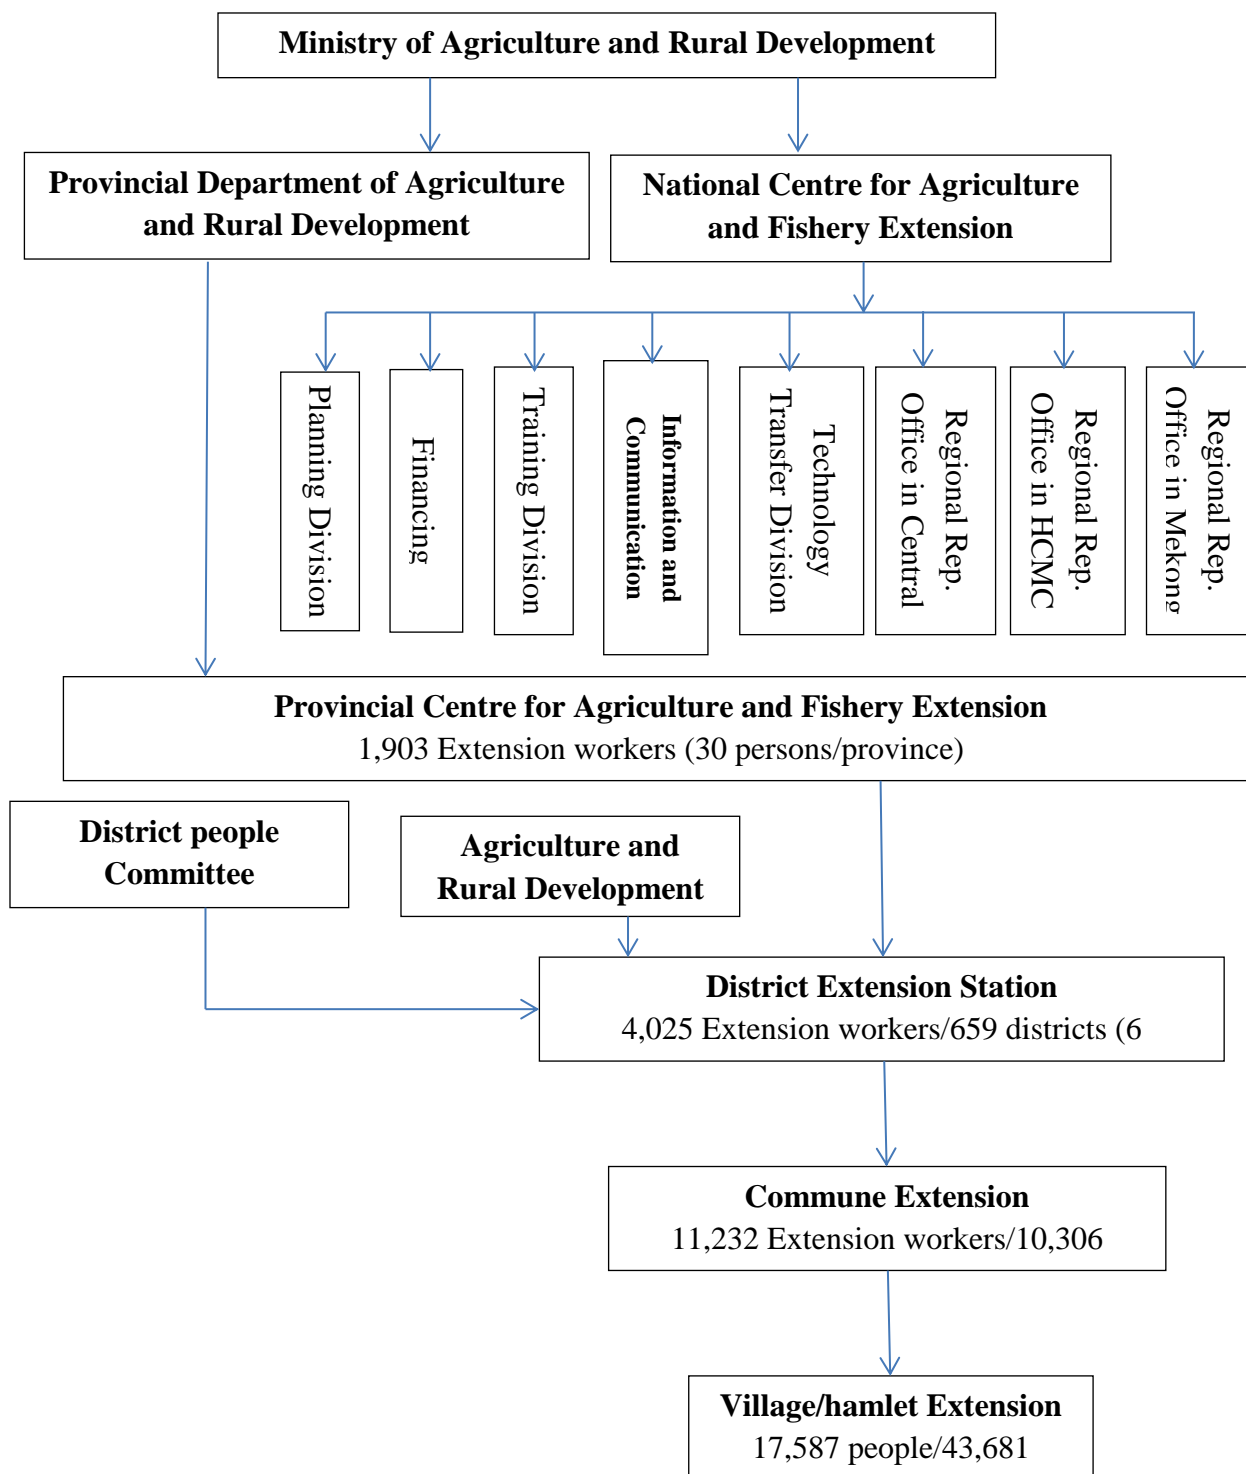 Ministry of Agriculture and Rural Development
Provincial Department of Agriculture
and Rural Development
National Centre for Agriculture
and Fishery Extension
Planning Division
Financing
Training Division
Information and
Communication
Technology
Transfer Division
Regional Rep.
Office in Central
Regional Rep.
Office in HCMC
Regional Rep.
Office in Mekong
Provincial Centre for Agriculture and Fishery Extension
1,903 Extension workers (30 persons/province)
District people
Committee
Agriculture and
Rural Development
District Extension Station
4,025 Extension workers/659 districts (6
Commune Extension
11,232 Extension workers/10,306
Village/hamlet Extension
17,587 people/43,681